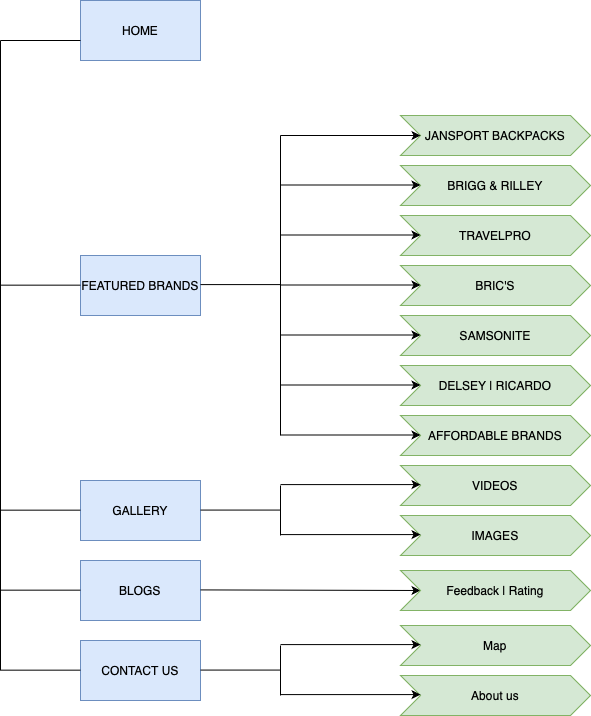 HOME
JANSPORT BACKPACKS
BRIGG & RILLEY
TRAVELPRO
FEATURED BRANDS
BRIC'S
SAMSONITE
DELSEY | RICARDO
AFFORDABLE BRANDS
GALLERY
VIDEOS
IMAGES
BLOGS
Feedback | Rating
CONTACT US
Map
About us